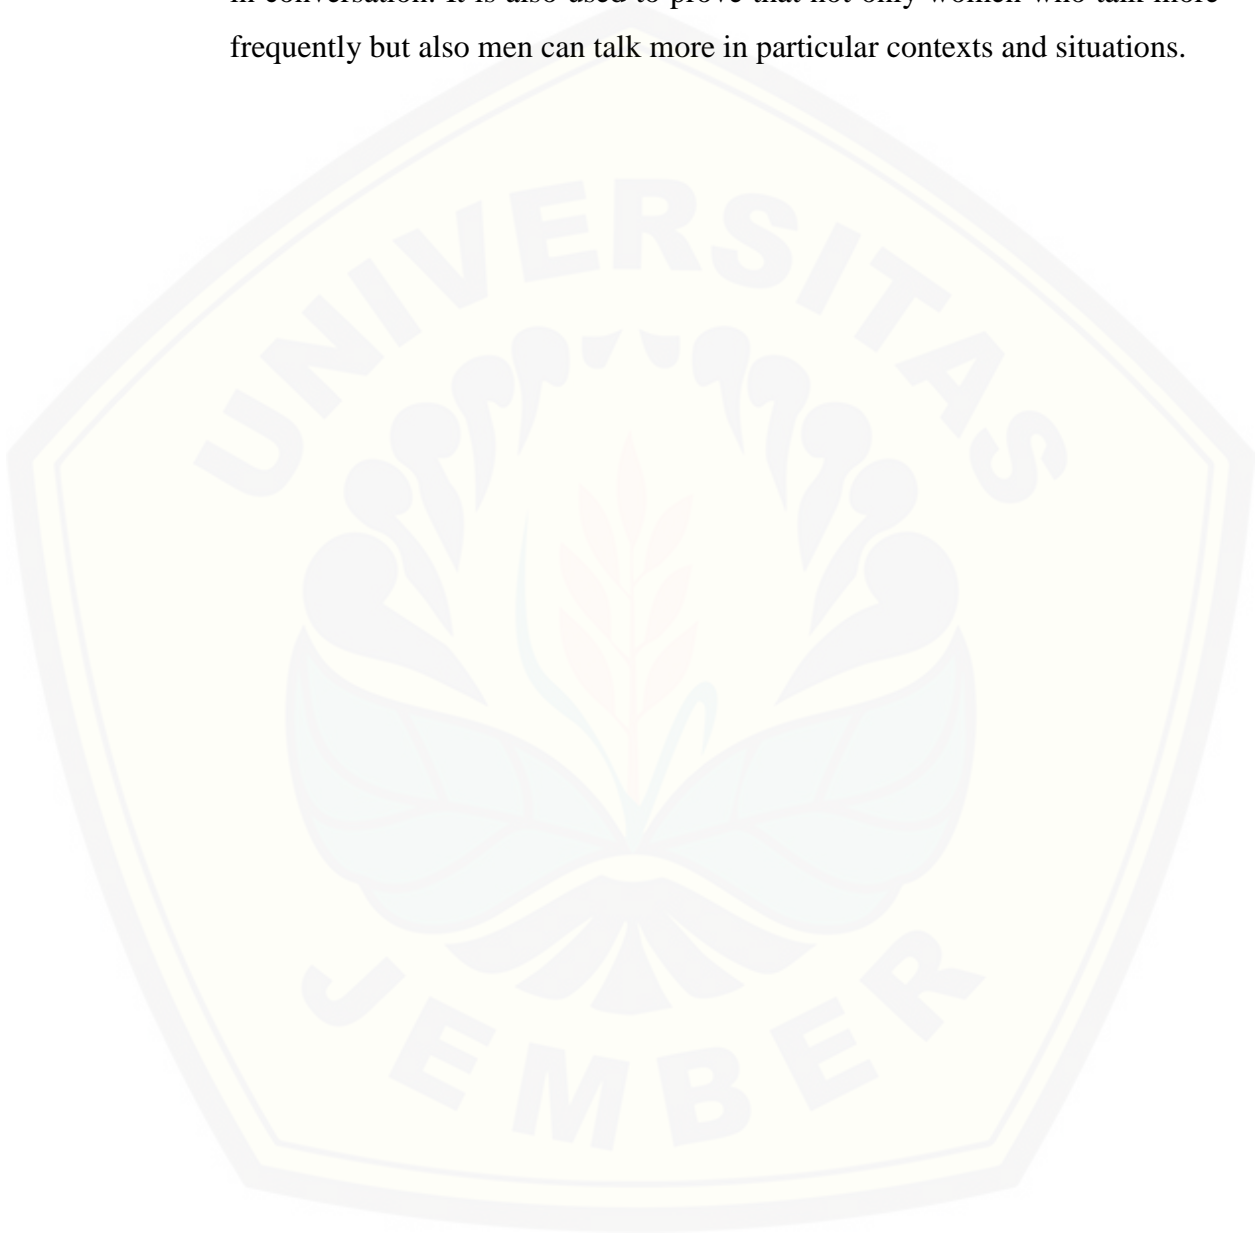 in conversation. It is also used to prove that not only women who talk more
frequently but also men can talk more in particular contexts and situations.
UNIVERSITAS
JEMBER